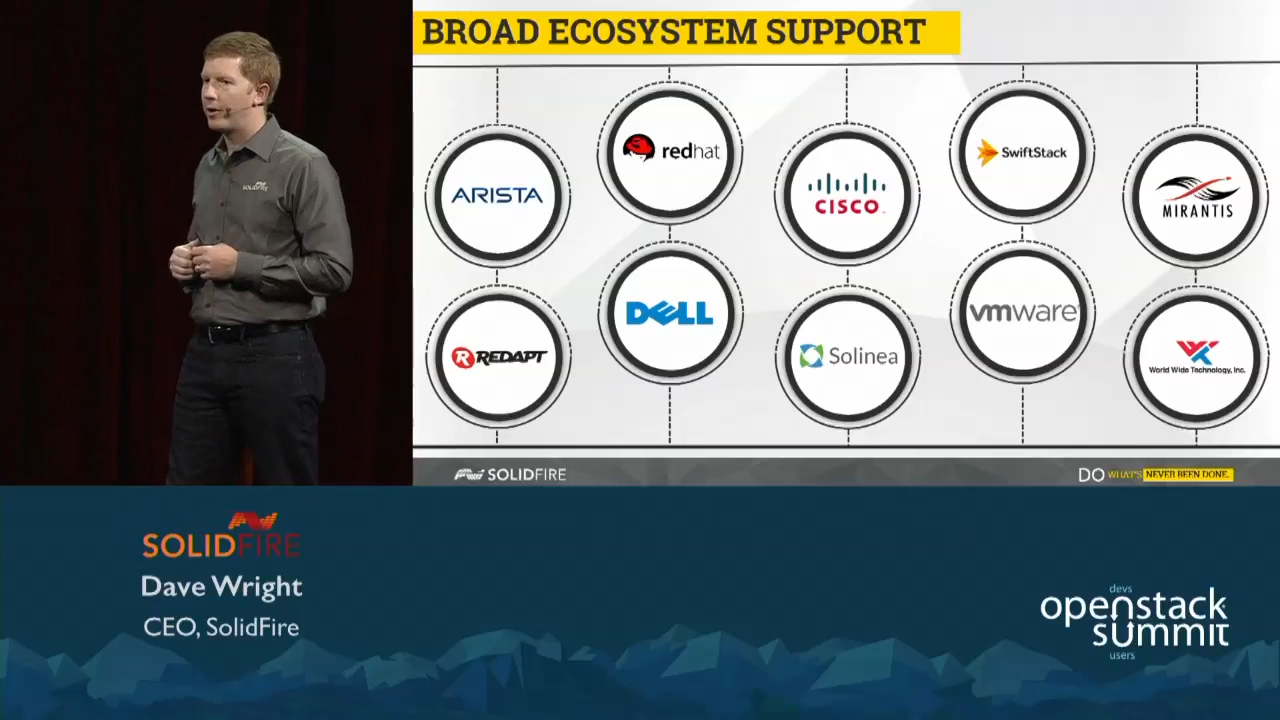 BROAD ECOSYSTEM SUPPORT
ARISTA
redhat
CISCO
SwiftStack
MIRANTIS
REDAPT
DELL
Solinea
vmware
World Wide Technology, Inc.
SOLIDFIRE
DO WHAT'S NEVER BEEN DONE.
SOLIDFIRE
SOLIDFIRE
Dave Wright
CEO, SolidFire
devs
openstack
summit
users